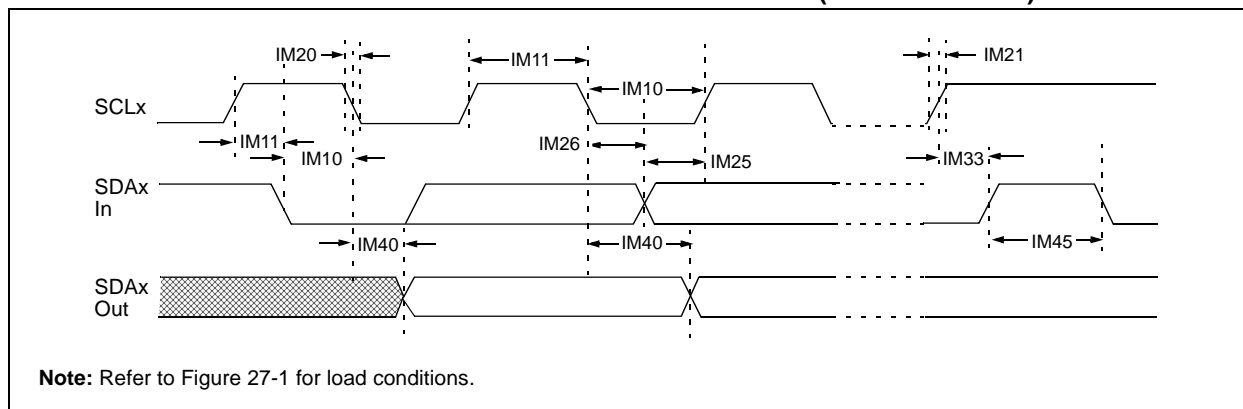 IM20
IM11
IM21
IM10
SCLx
IM11
IM26
IM10
IM25
IM33
SDAx
In
IM40
IM40
IM45
SDAx
Out
Note: Refer to Figure 27-1 for load conditions.